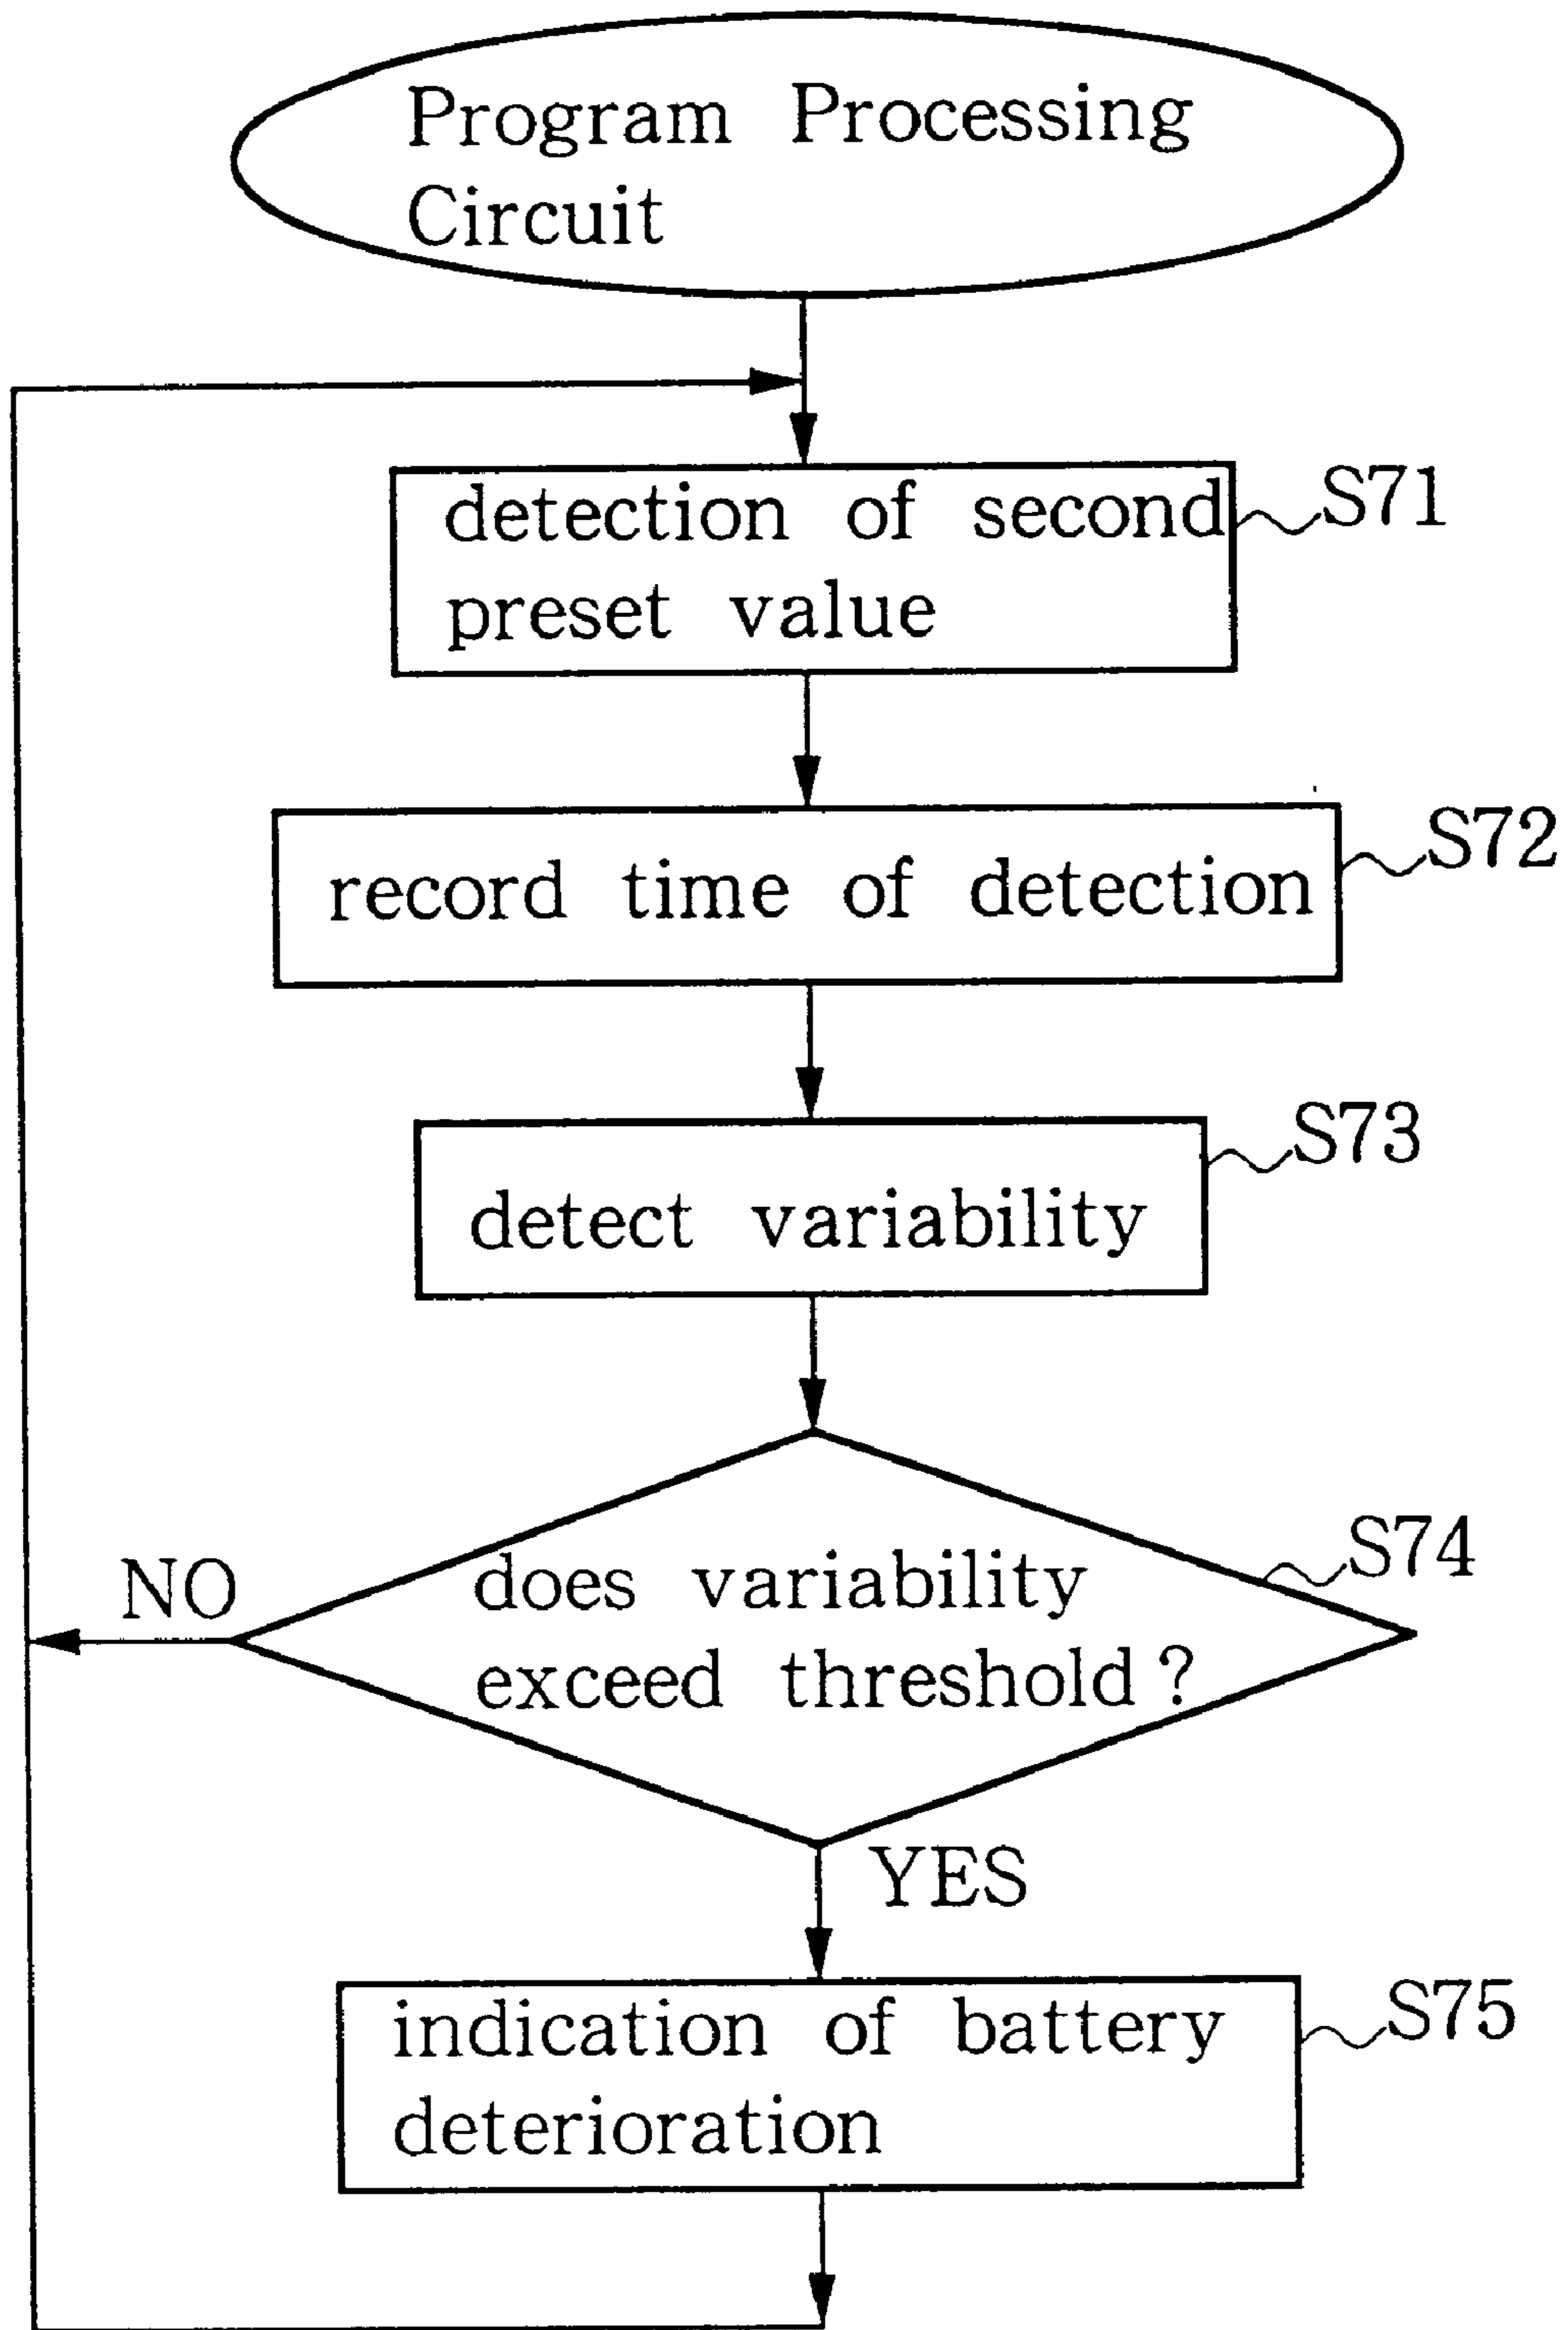 Program Processing
Circuit
detection of second
preset value
S71
record time of detection
S72
detect variability
S73
does variability
exceed threshold?
S74
NO
YES
indication of battery
deterioration
S75